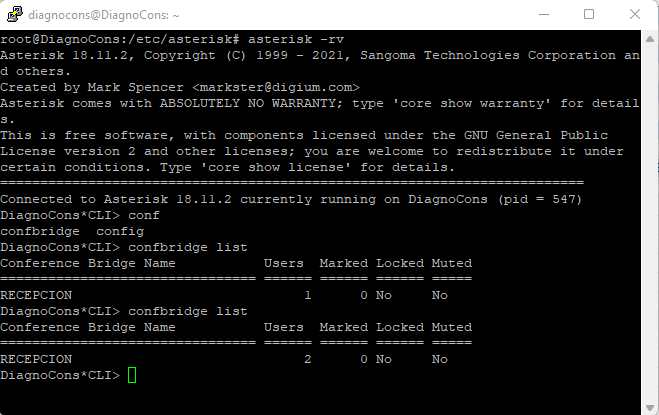 diagnocons@DiagnoCons: ~
root@DiagnoCons:/etc/asterisk# asterisk -rv
Asterisk 18.11.2, Copyright (C) 1999 - 2021, Sangoma Technologies Corporation an
d others.
Created by Mark Spencer <markster@digium.com>
Asterisk comes with ABSOLUTELY NO WARRANTY; type 'core show warranty' for detail
s.
This is free software, with components licensed under the GNU General Public
License version 2 and other licenses; you are welcome to redistribute it under
certain conditions. Type 'core show license' for details.
=========================================================================
Connected to Asterisk 18.11.2 currently running on DiagnoCons (pid = 547)
DiagnoCons*CLI> conf
confbridge  config
DiagnoCons*CLI> confbridge list
Conference Bridge Name           Users  Marked Locked Muted
================================ ====== ====== ====== =====
RECEPCION                             1      0 No     No
DiagnoCons*CLI> confbridge list
Conference Bridge Name           Users  Marked Locked Muted
================================ ====== ====== ====== =====
RECEPCION                             2      0 No     No
DiagnoCons*CLI>